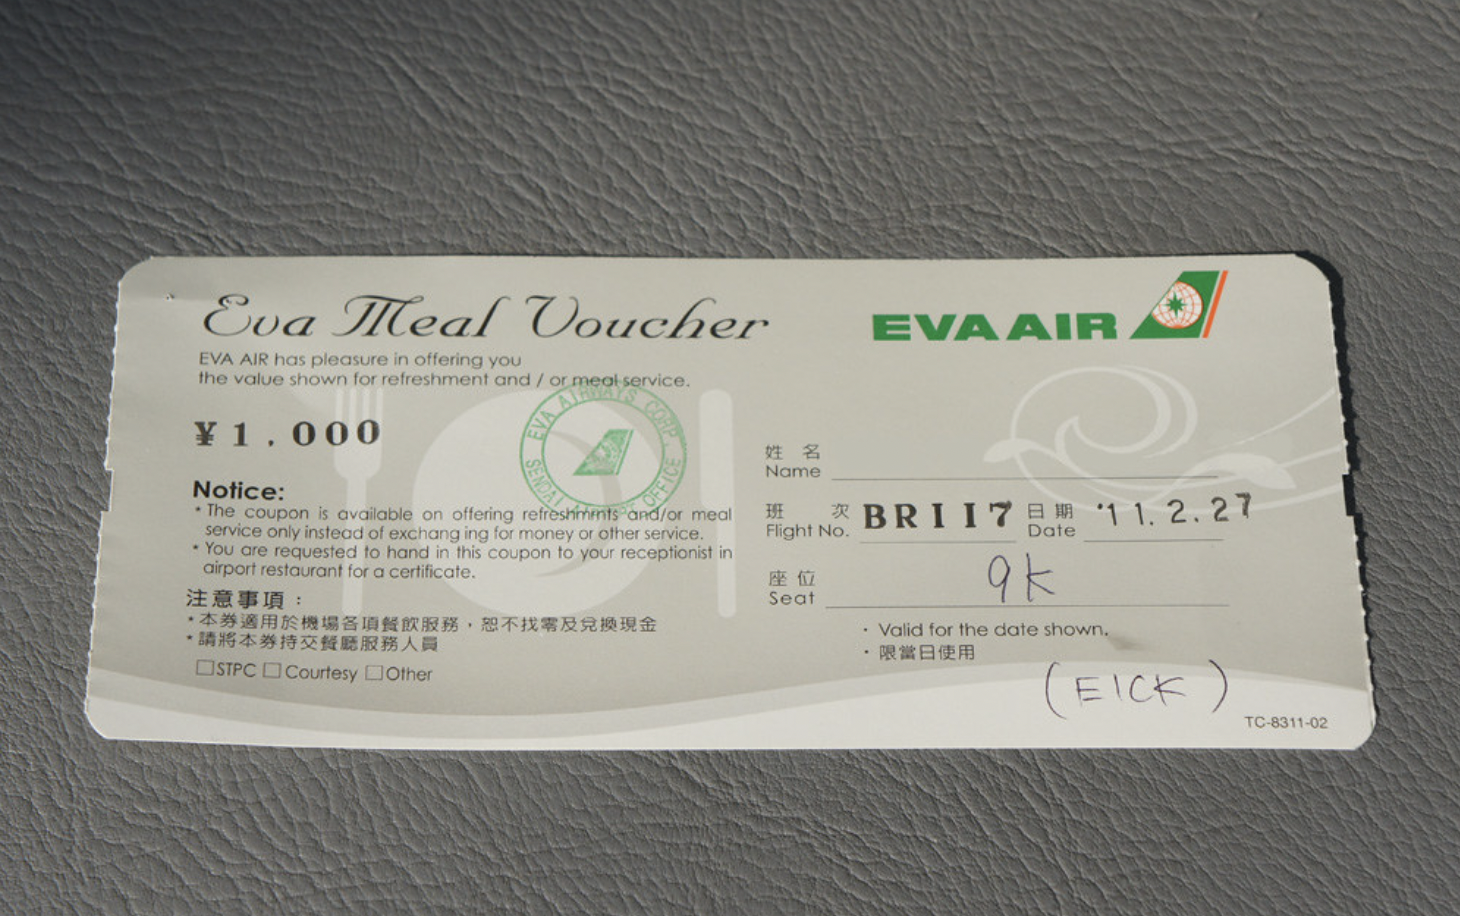 Eva Meal Voucher
EVA AIR has pleasure in offering you
the value shown for refreshment and / or meal service.
¥1,000
EVA AIRWAYS CORP.
SENDAI AIRPORT OFFICE
Notice:
* The coupon is available on offering refreshmnts and/or meal
service only instead of exchang ing for money or other service.
* You are requested to hand in this coupon to your receptionist in
airport restaurant for a certificate.
注意事項：
* 本券適用於機場各項餐飲服務，恕不找零及兌換現金
* 請將本券持交餐廳服務人員
□STPC □Courtesy □Other
EVA AIR
姓 名
Name
班 次 BR117 日期 '11.2.27
Flight No. Date
座 位 9K
Seat
· Valid for the date shown.
· 限當日使用
(E1CK)
TC-8311-02